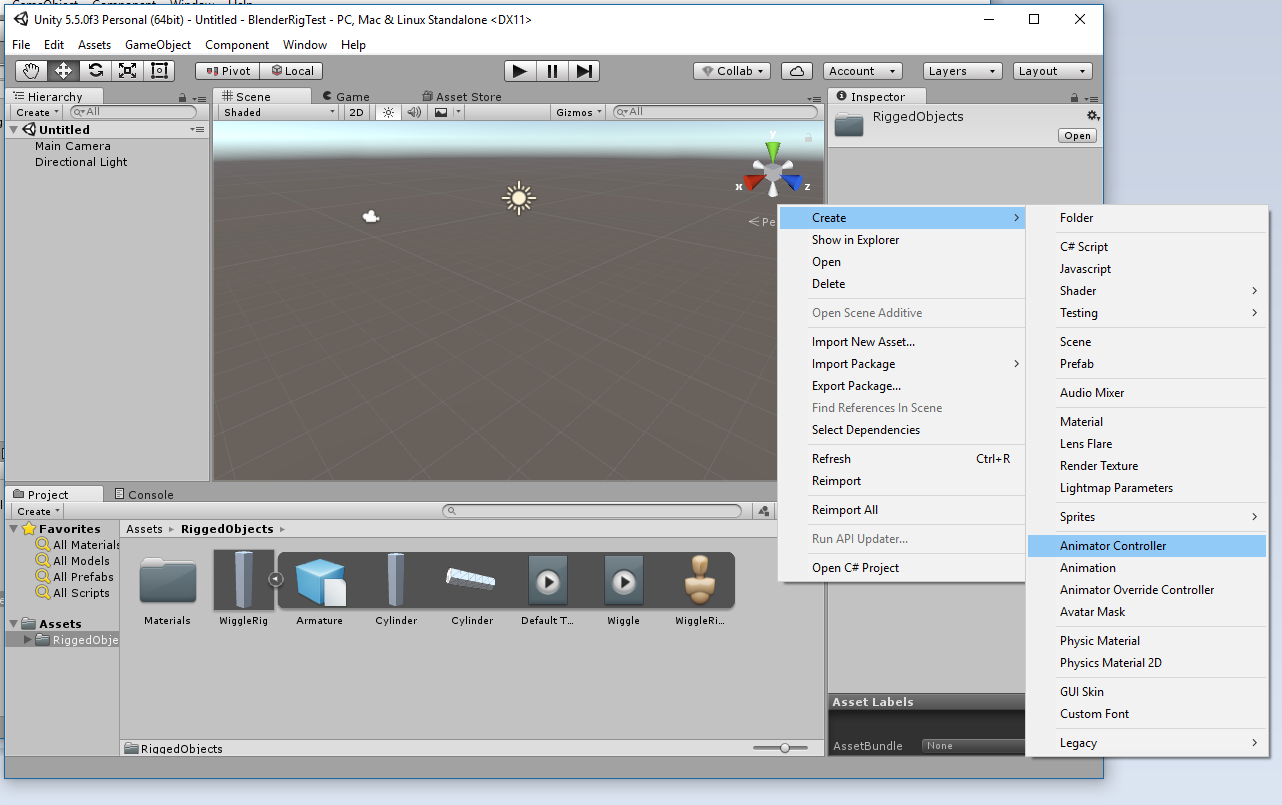 Unity 5.5.0f3 Personal (64bit) - Untitled - BlenderRigTest - PC, Mac & Linux Standalone <DX11>
File Edit Assets GameObject Component Window Help
Pivot Local Collab Account Layers Layout
Hierarchy
Create All
Untitled
Main Camera
Directional Light
Scene Game Asset Store
Shaded 2D Gizmos All
y
x
z
Pe
Inspector
RiggedObjects
Open
Create
Show in Explorer
Open
Delete
Open Scene Additive
Import New Asset...
Import Package
Export Package...
Find References In Scene
Select Dependencies
Refresh Ctrl+R
Reimport
Reimport All
Run API Updater...
Open C# Project
Folder
C# Script
Javascript
Shader
Testing
Scene
Prefab
Audio Mixer
Material
Lens Flare
Render Texture
Lightmap Parameters
Sprites
Animator Controller
Animation
Animator Override Controller
Avatar Mask
Physic Material
Physics Material 2D
GUI Skin
Custom Font
Legacy
Project Console
Create
Favorites
All Materials
All Models
All Prefabs
All Scripts
Assets
RiggedObje
Assets RiggedObjects
Materials WiggleRig Armature Cylinder Cylinder Default T... Wiggle WiggleRi...
RiggedObjects
Asset Labels
AssetBundle None